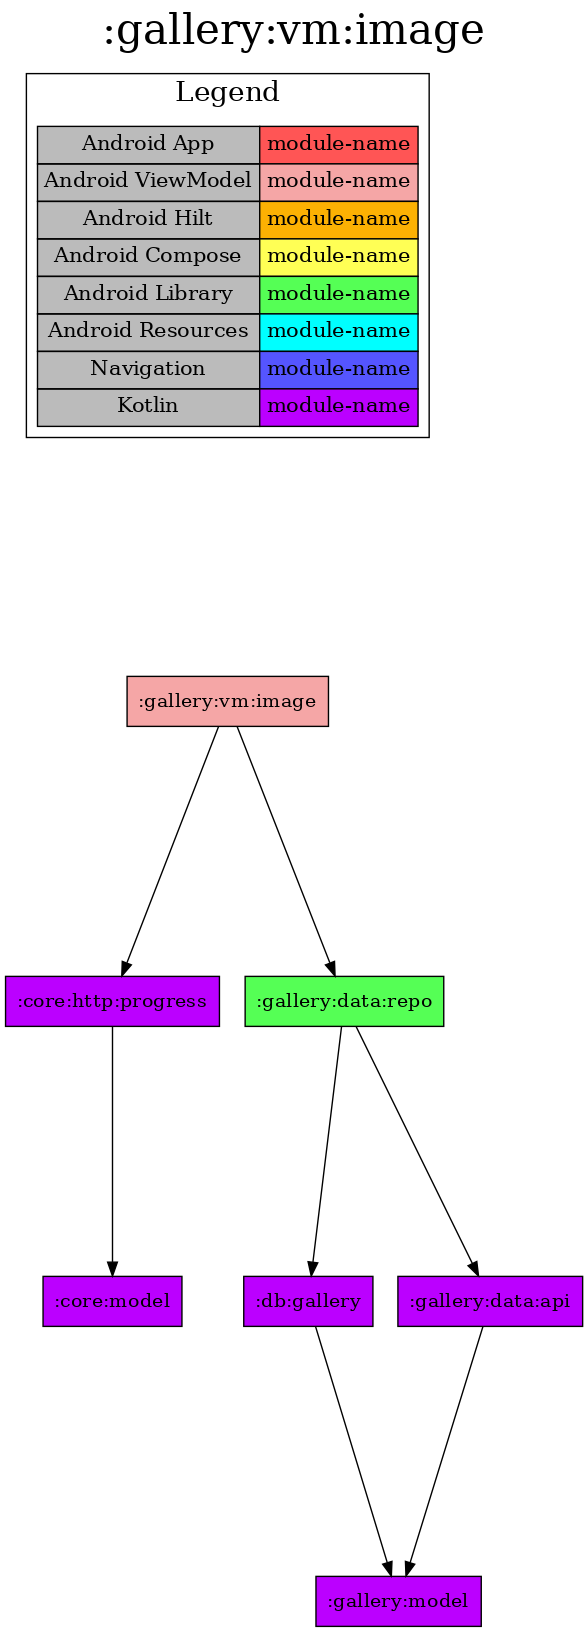 :gallery:vm:image
Legend
Android App module-name
Android ViewModel module-name
Android Hilt module-name
Android Compose module-name
Android Library module-name
Android Resources module-name
Navigation module-name
Kotlin module-name
:gallery:vm:image
:core:http:progress :gallery:data:repo
:core:model :db:gallery :gallery:data:api
:gallery:model